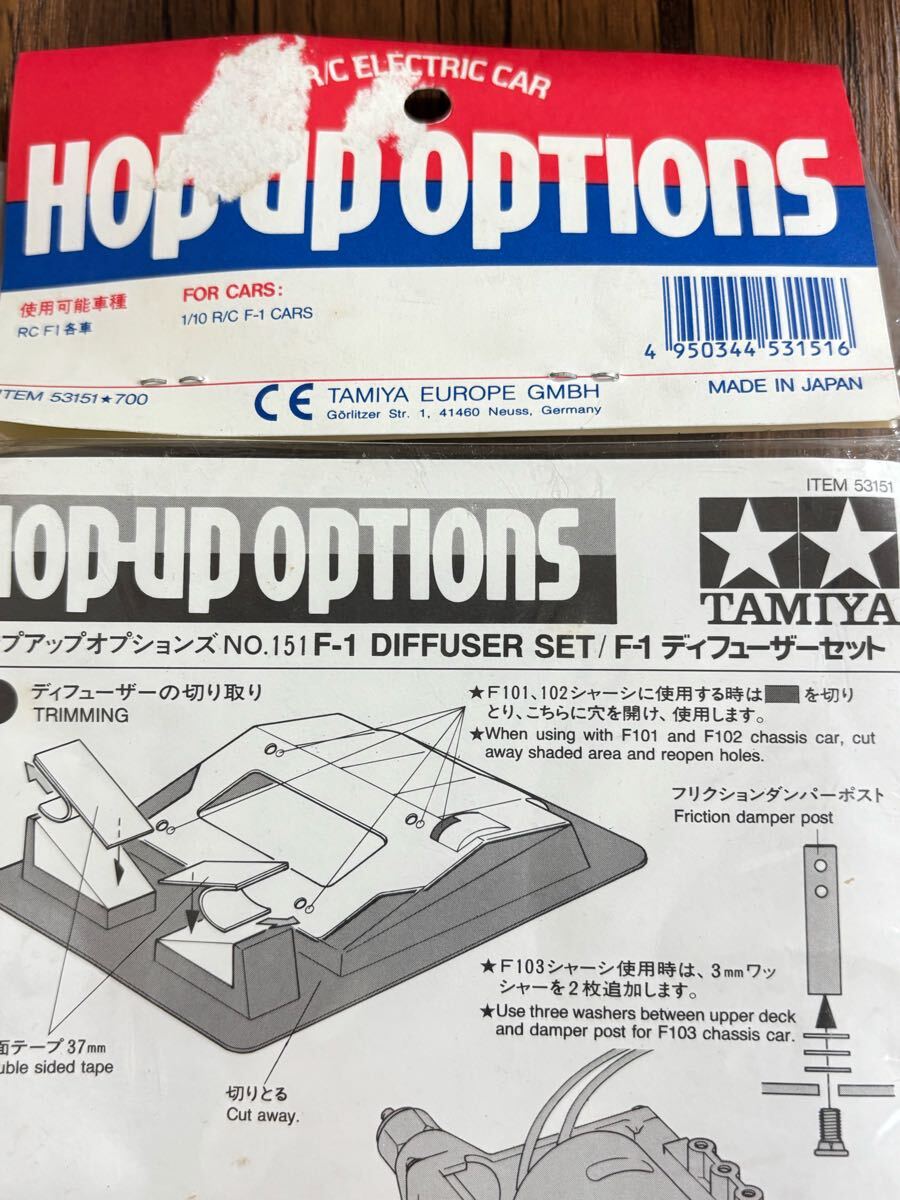 R/C ELECTRIC CAR
HOP-UP OPTIONS
使用可能車種
RC F1各車
FOR CARS:
1/10 R/C F-1 CARS
4 950344 531516
ITEM 53151★700
CE TAMIYA EUROPE GMBH
Görlitzer Str. 1, 41460 Neuss, Germany
MADE IN JAPAN
ITEM 53151
HOP-UP OPTIONS
TAMIYA
プアップオプションズ NO.151 F-1 DIFFUSER SET/F-1 ディフューザーセット
ディフューザーの切り取り
TRIMMING
★F101、102シャーシに使用する時は を切り
とり、こちらに穴を開け、使用します。
★When using with F101 and F102 chassis car, cut
away shaded area and reopen holes.
フリクションダンパーポスト
Friction damper post
★F103シャーシ使用時は、3mmワッ
シャーを2枚追加します。
★Use three washers between upper deck
and damper post for F103 chassis car.
面テープ37mm
uble sided tape
切りとる
Cut away.